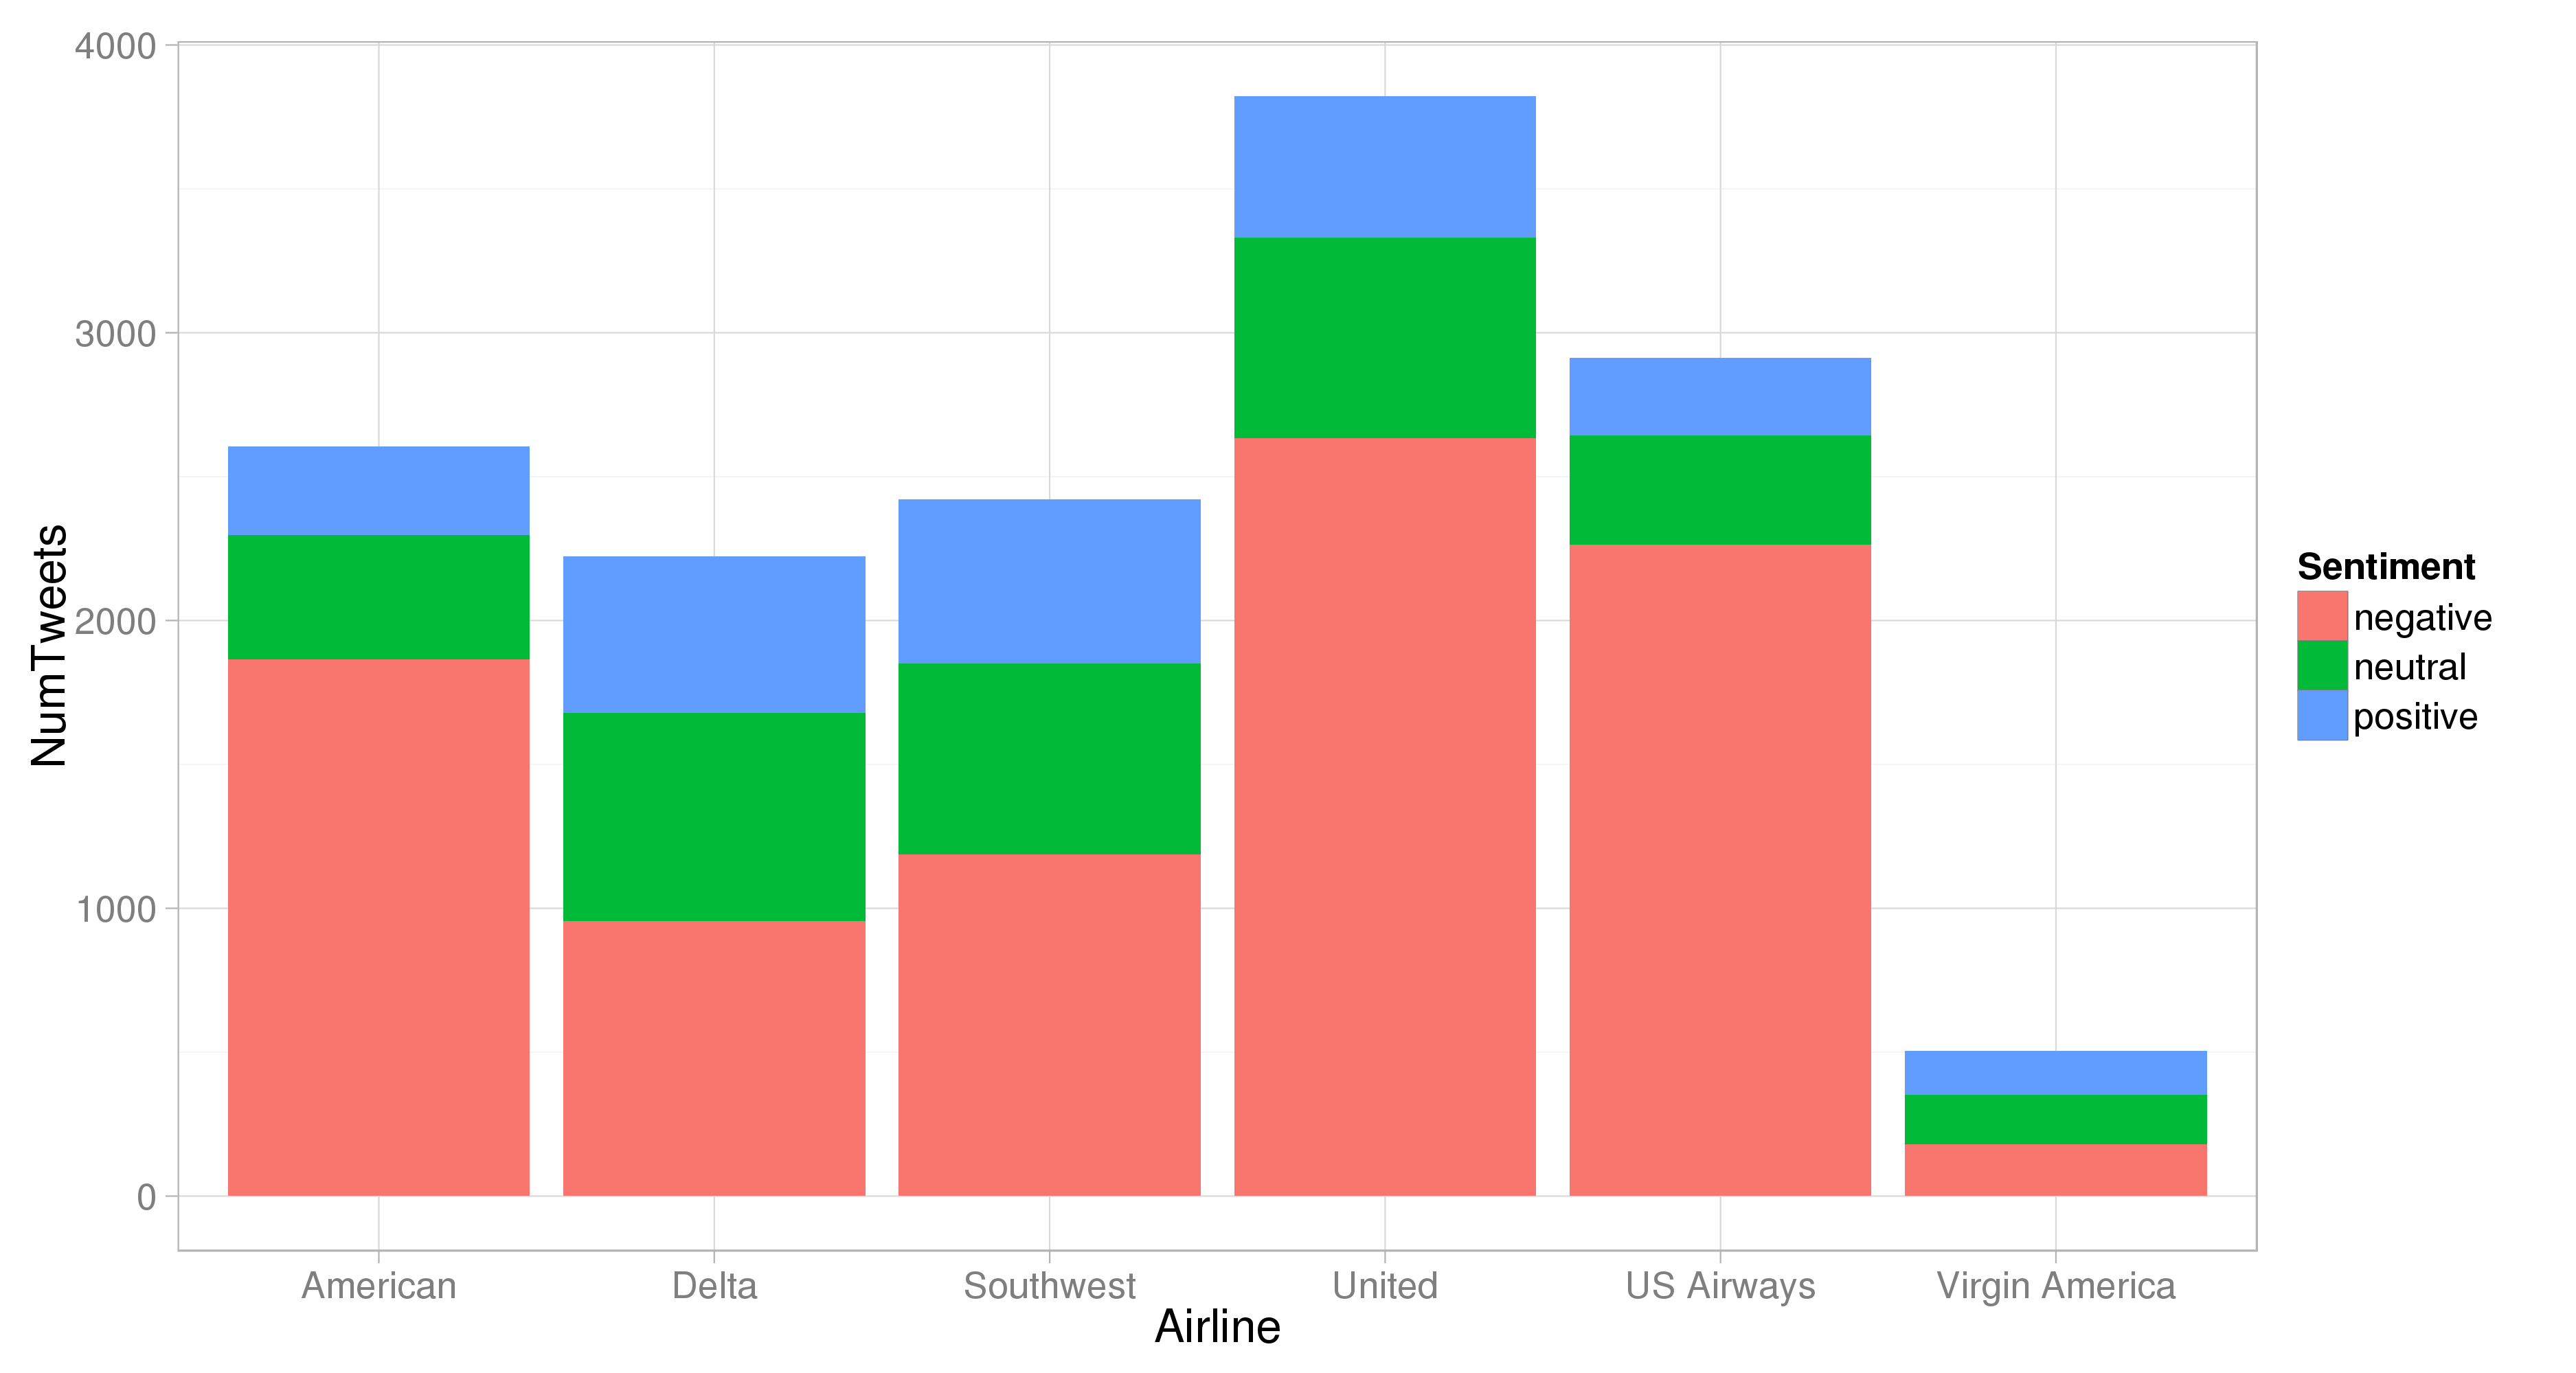 4000
3000
2000
1000
0
NumTweets
American Delta Southwest United US Airways Virgin America
Airline
Sentiment
negative
neutral
positive